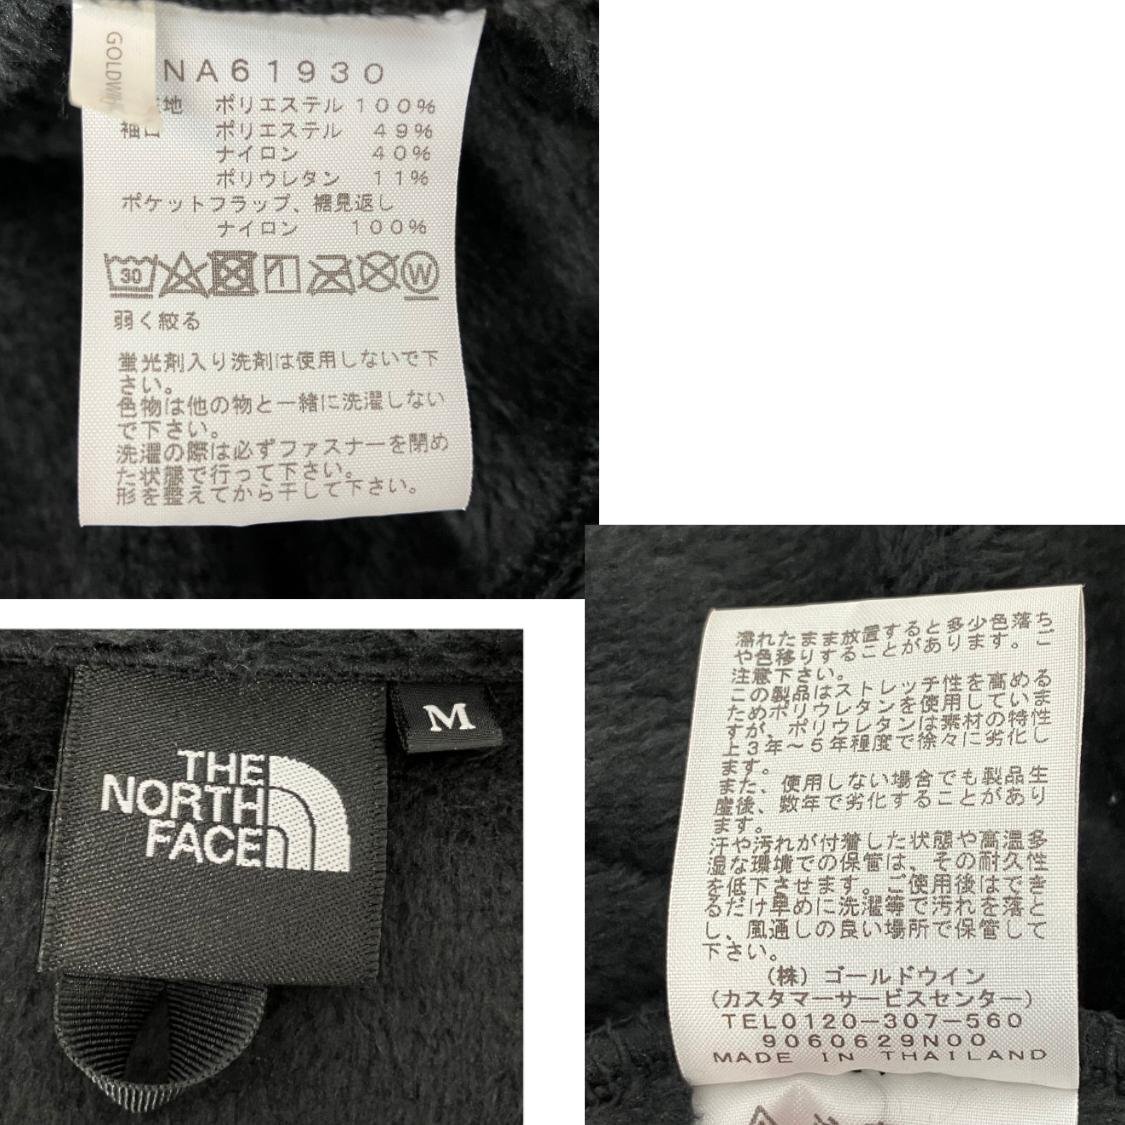 GOLDWI
NA61930
地 ポリエステル 100%
袖口 ポリエステル 49%
ナイロン 40%
ポリウレタン 11%
ポケットフラップ、裾見返し
ナイロン 100%
30 W
弱く絞る
蛍光剤入り洗剤は使用しないで下
さい。
色物は他の物と一緒に洗濯しない
で下さい。
洗濯の際は必ずファスナーを閉め
た状態で行って下さい。
形を整えてから干して下さい。
THE
NORTH
FACE
M
濡れたまま放置すると多少色落ち
や色移りすることがあります。ご
注意下さい。
この製品はストレッチ性を高める
ためポリウレタンを使用していま
すが、ポリウレタンは素材の特性
上3年~5年程度で徐々に劣化し
ます。
また、使用しない場合でも製品生
産後、数年で劣化することがあり
ます。
汗や汚れが付着した状態や高温多
湿な環境での保管は、その耐久性
を低下させます。ご使用後はでき
るだけ早めに洗濯等で汚れを落と
し、風通しの良い場所で保管して
下さい。
(株)ゴールドウイン
(カスタマーサービスセンター)
TEL0120-307-560
9060629N00
MADE IN THAILAND